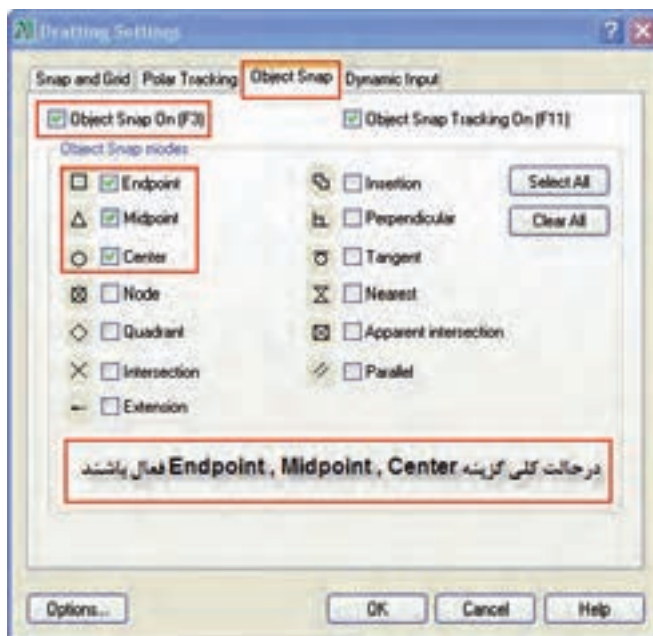 Drafting Settings
Snap and Grid Polar Tracking Object Snap Dynamic Input
Object Snap On (F3) Object Snap Tracking On (F11)
Object Snap modes
Endpoint Insertion Select All
Midpoint Perpendicular Clear All
Center Tangent
Node Nearest
Quadrant Apparent intersection
Intersection Parallel
Extension
درحالت کلی گزینه Endpoint , Midpoint , Center فعال باشند
Options... OK Cancel Help